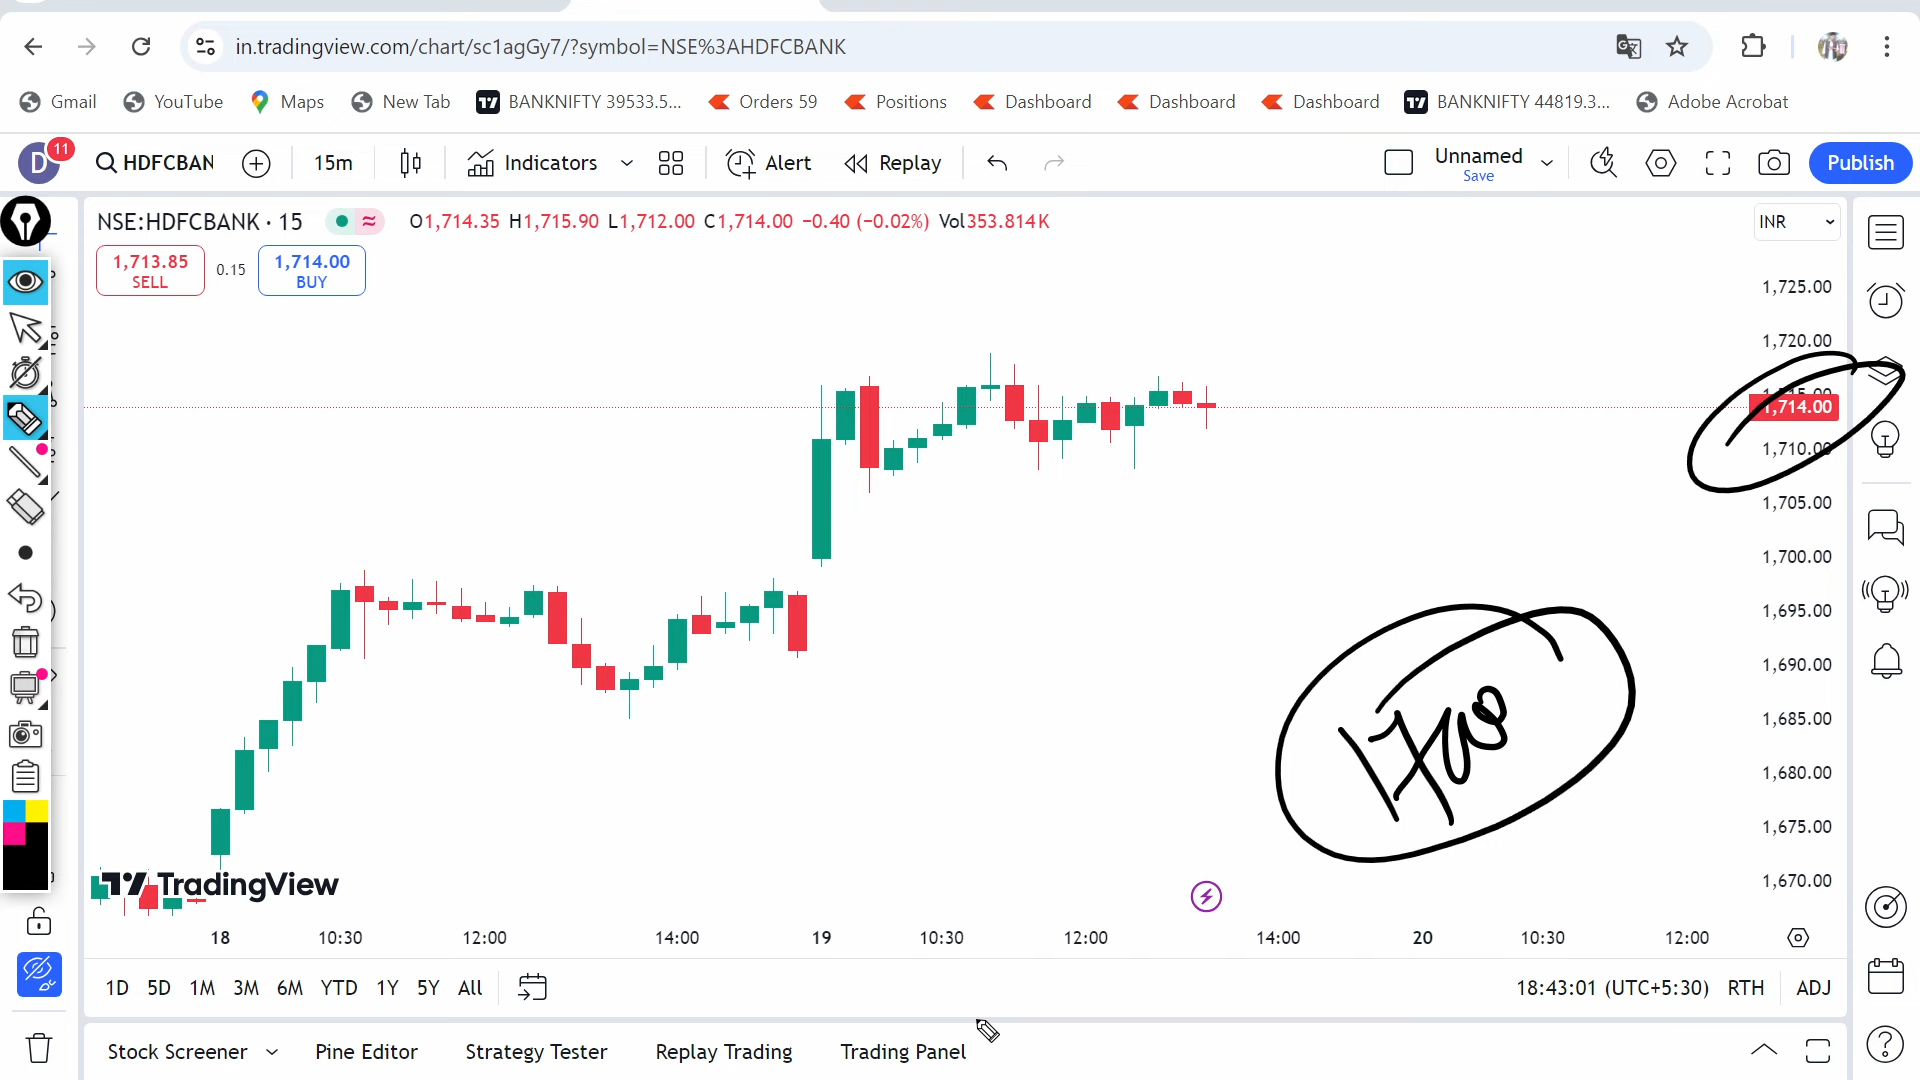 in.tradingview.com/chart/sc1agGy7/?symbol=NSE%3AHDFCBANK
Gmail YouTube Maps New Tab BANKNIFTY 39533.5... Orders 59 Positions Dashboard Dashboard Dashboard BANKNIFTY 44819.3... Adobe Acrobat
D 11 HDFCBAN 15m Indicators Alert Replay Unnamed Save Publish
NSE:HDFCBANK · 15 O1,714.35 H1,715.90 L1,712.00 C1,714.00 −0.40 (−0.02%) Vol353.814K INR
1,713.85 SELL 0.15 1,714.00 BUY
1,725.00
1,720.00
1,714.00
1,710.00
1,705.00
1,700.00
1,695.00
1,690.00
1,685.00
1700
1,680.00
1,675.00
1,670.00
TradingView
18 10:30 12:00 14:00 19 10:30 12:00 14:00 20 10:30 12:00
1D 5D 1M 3M 6M YTD 1Y 5Y All 18:43:01 (UTC+5:30) RTH ADJ
Stock Screener Pine Editor Strategy Tester Replay Trading Trading Panel